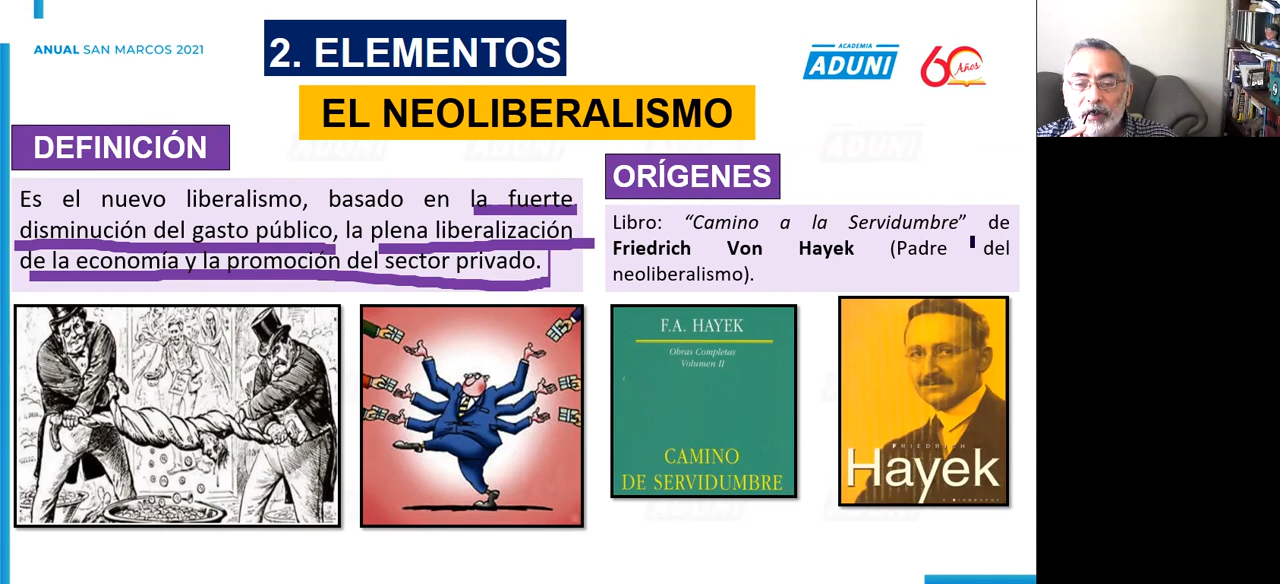 ANUAL SAN MARCOS 2021
2. ELEMENTOS
EL NEOLIBERALISMO
ACADEMIA
ADUNI
60 Años
DEFINICIÓN
Es el nuevo liberalismo, basado en la fuerte
disminución del gasto público, la plena liberalización
de la economía y la promoción del sector privado.
ORÍGENES
Libro: “Camino a la Servidumbre” de
Friedrich Von Hayek (Padre del
neoliberalismo).
F.A. HAYEK
Obras Completas
Volumen II
CAMINO
DE SERVIDUMBRE
FRIEDRICH
Hayek
A BIOGRAPHY
ADUNI